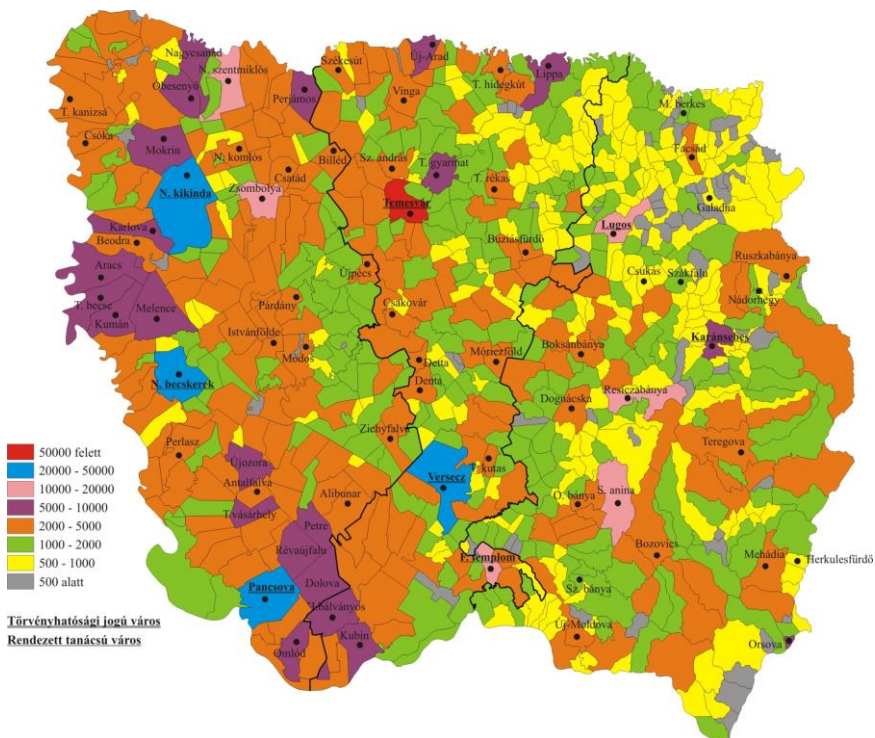 Nagycsanád
Óbesenyő
N. szentmiklós
Perjámos
Székesút
Új-Arad
Vinga
T. hidegkút
Lippa
M. berkes
T. kanizsa
Csóka
Mokrin
N. komlós
Csatád
Billéd
Sz. andrás
T. gyarmat
T. rékas
Facsád
N. kikinda
Zsombolya
Temesvár
Galadna
Lugos
Karlova
Beodra
Buziásfürdő
Ruszkabánya
Aracs
Újpécs
Csukás
Szákfalu
Nádorhegy
T. becse
Melence
Párdány
Csákovár
Kumán
Istvánfölde
Módos
Boksánbánya
Karánsebes
N. becskerek
Detta
Móriczföld
Denta
Dognácska
Resiczabánya
Zichyfalva
Teregova
50000 felett
20000 - 50000
10000 - 20000
5000 - 10000
2000 - 5000
1000 - 2000
500 - 1000
500 alatt
Perlasz
Újozora
Antalfalva
T.vásárhely
Alibunar
Versecz
T. kutas
O. bánya
S. anina
Petre
Révaújfalu
Dolova
Bozovics
F. templom
Mehádia
Herkulesfürdő
Pancsova
Sz. bánya
T.bálványos
Törvényhatósági jogú város
Rendezett tanácsú város
Omlód
Kubin
Új-Moldova
Orsova